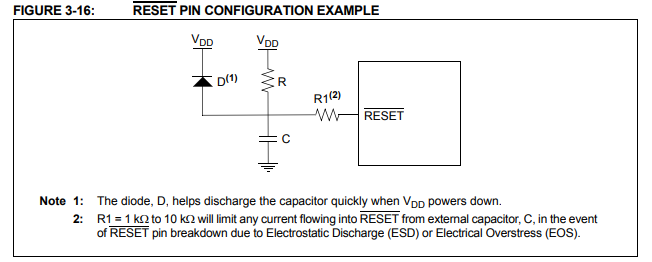 FIGURE 3-16: RESET PIN CONFIGURATION EXAMPLE
VDD VDD
D(1) R
R1(2)
RESET
C
Note 1: The diode, D, helps discharge the capacitor quickly when VDD powers down.
2: R1 = 1 kΩ to 10 kΩ will limit any current flowing into RESET from external capacitor, C, in the event
of RESET pin breakdown due to Electrostatic Discharge (ESD) or Electrical Overstress (EOS).